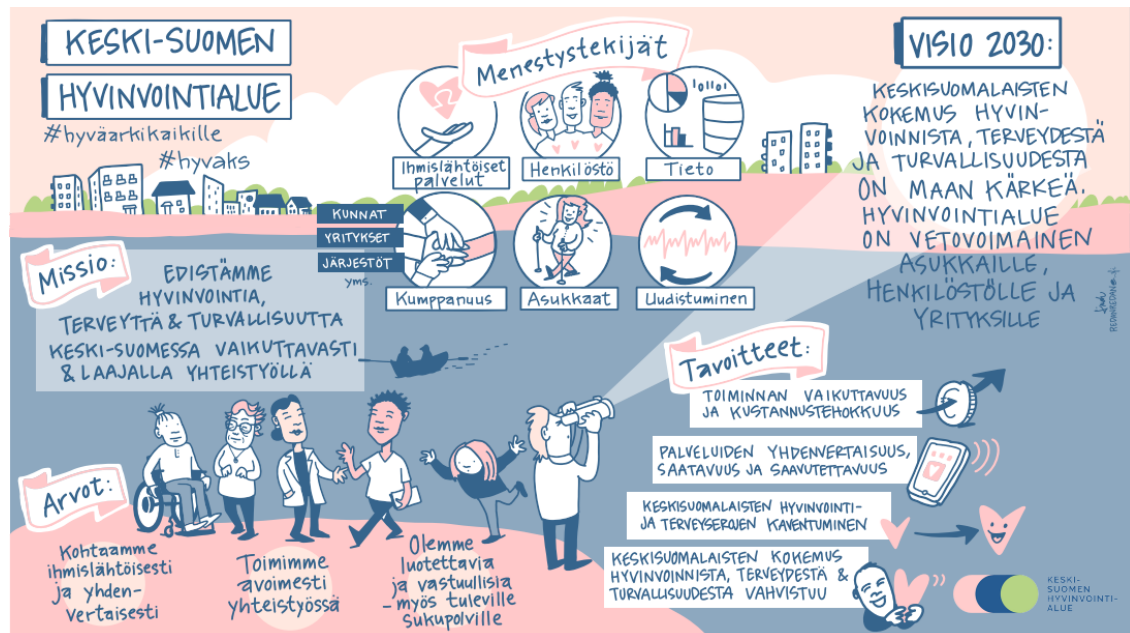 KESKI-SUOMEN
HYVINVOINTIALUE
#hyväarkikaikille
#hyvaks
Menestystekijät
Ihmislähtöiset
palvelut
Henkilöstö
Tieto
KUNNAT
YRITYKSET
JÄRJESTÖT
yms.
Kumppanuus
Asukkaat
Uudistuminen
VISIO 2030:
KESKISUOMALAISTEN
KOKEMUS HYVIN-
VOINNISTA, TERVEYDESTÄ
JA TURVALLISUUDESTA
ON MAAN KÄRKEÄ.
HYVINVOINTIALUE
ON VETOVOIMAINEN
ASUKKAILLE,
HENKILÖSTÖLLE JA
YRITYKSILLE
Missio:
EDISTÄMME
HYVINVOINTIA,
TERVEYTTÄ & TURVALLISUUTTA
KESKI-SUOMESSA VAIKUTTAVASTI
& LAAJALLA YHTEISTYÖLLÄ
Tavoitteet:
TOIMINNAN VAIKUTTAVUUS
JA KUSTANNUSTEHOKKUUS
PALVELUIDEN YHDENVERTAISUUS,
SAATAVUUS JA SAAVUTETTAVUUS
KESKISUOMALAISTEN HYVINVOINTI-
JA TERVEYSEROJEN KAVENTUMINEN
KESKISUOMALAISTEN KOKEMUS
HYVINVOINNISTA, TERVEYDESTÄ &
TURVALLISUUDESTA VAHVISTUU
Arvot:
Kohtaamme
ihmislähtöisesti
ja yhden-
vertaisesti
Toimimme
avoimesti
yhteistyössä
Olemme
luotettavia
ja vastuullisia
-myös tuleville
sukupolville
KESKI-
SUOMEN
HYVINVOINTI-
ALUE